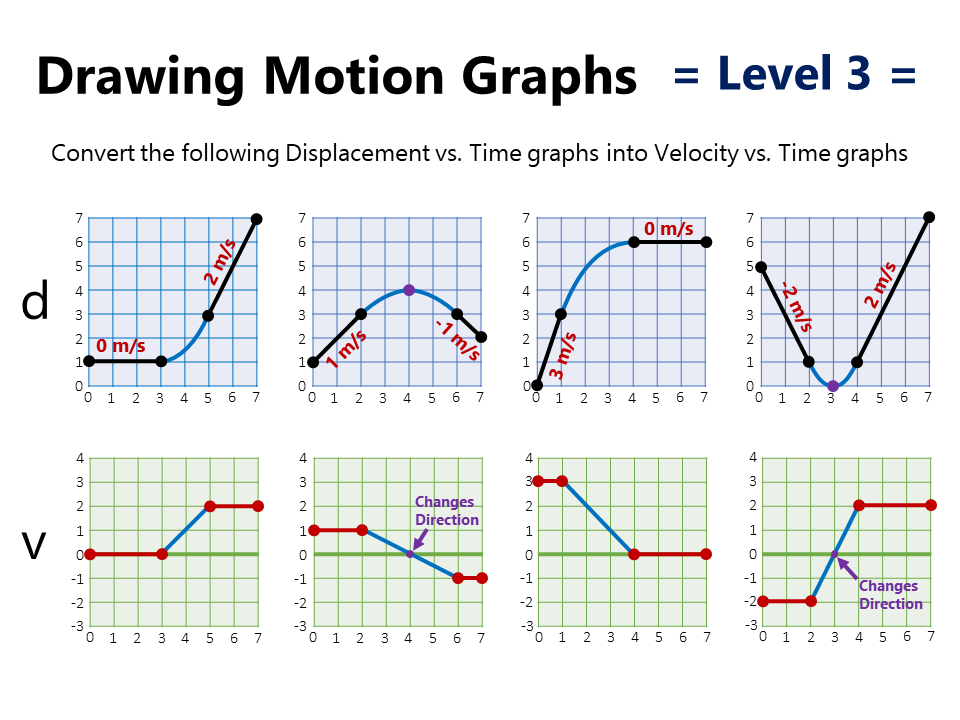 Drawing Motion Graphs = Level 3 =
Convert the following Displacement vs. Time graphs into Velocity vs. Time graphs
d
7
6
5
4
3
2
1
0
0 1 2 3 4 5 6 7
0 m/s
2 m/s
7
6
5
4
3
2
1
0
0 1 2 3 4 5 6 7
1 m/s
-1 m/s
7
6
5
4
3
2
1
0
0 1 2 3 4 5 6 7
3 m/s
0 m/s
7
6
5
4
3
2
1
0
0 1 2 3 4 5 6 7
-2 m/s
2 m/s
v
4
3
2
1
0
-1
-2
-3
0 1 2 3 4 5 6 7
4
3
2
1
0
-1
-2
-3
0 1 2 3 4 5 6 7
Changes
Direction
4
3
2
1
0
-1
-2
-3
0 1 2 3 4 5 6 7
4
3
2
1
0
-1
-2
-3
0 1 2 3 4 5 6 7
Changes
Direction